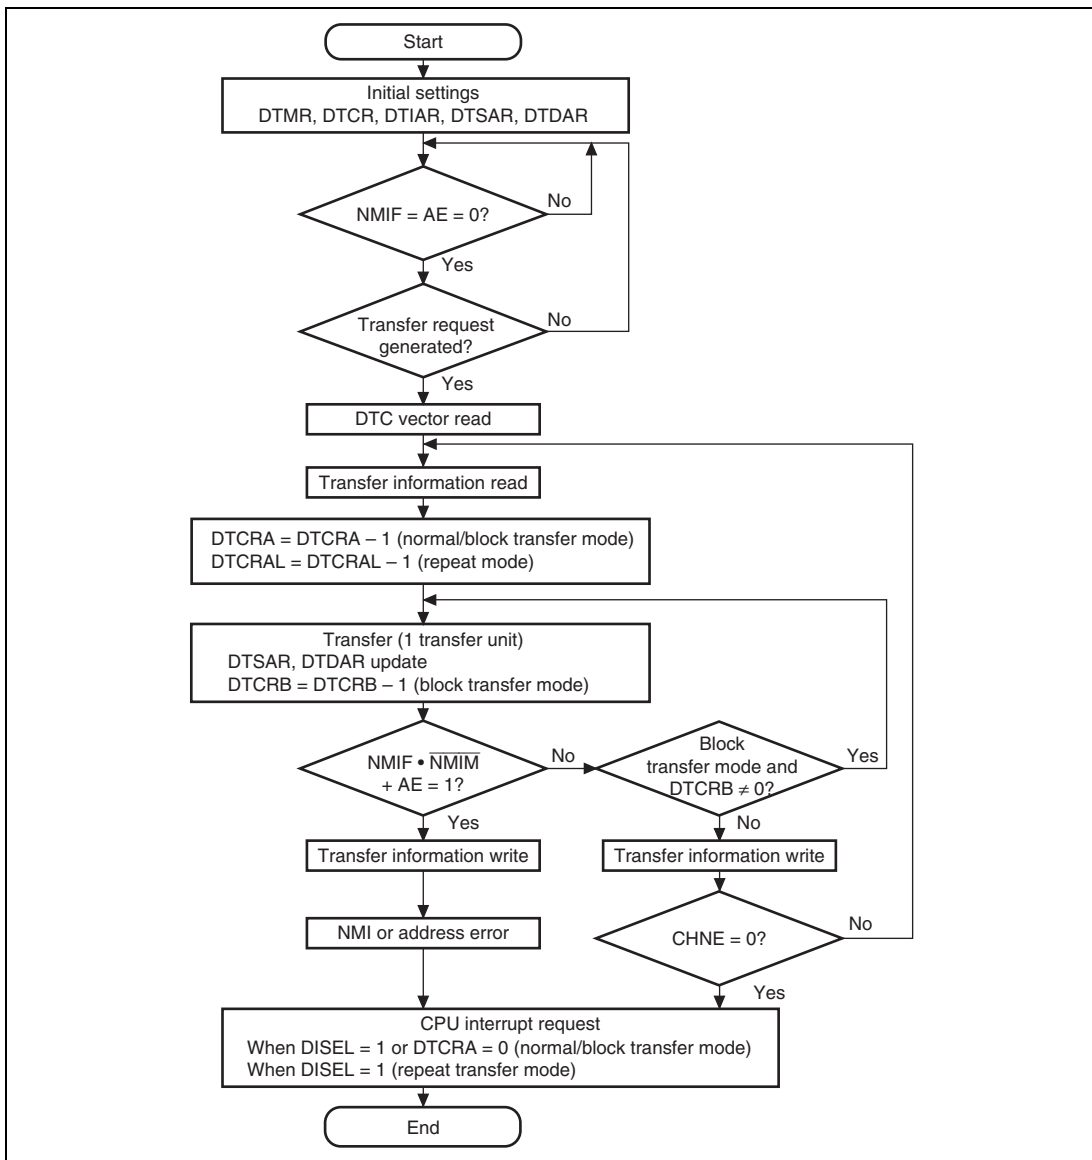 Start
Initial settings
DTMR, DTCR, DTIAR, DTSAR, DTDAR
NMIF = AE = 0?
No
Yes
Transfer request
generated?
No
Yes
DTC vector read
Transfer information read
DTCRA = DTCRA – 1 (normal/block transfer mode)
DTCRAL = DTCRAL – 1 (repeat mode)
Transfer (1 transfer unit)
DTSAR, DTDAR update
DTCRB = DTCRB – 1 (block transfer mode)
NMIF • N̅M̅I̅M̅
+ AE = 1?
No
Yes
Block
transfer mode and
DTCRB ≠ 0?
Yes
No
Transfer information write
Transfer information write
NMI or address error
CHNE = 0?
No
Yes
CPU interrupt request
When DISEL = 1 or DTCRA = 0 (normal/block transfer mode)
When DISEL = 1 (repeat transfer mode)
End